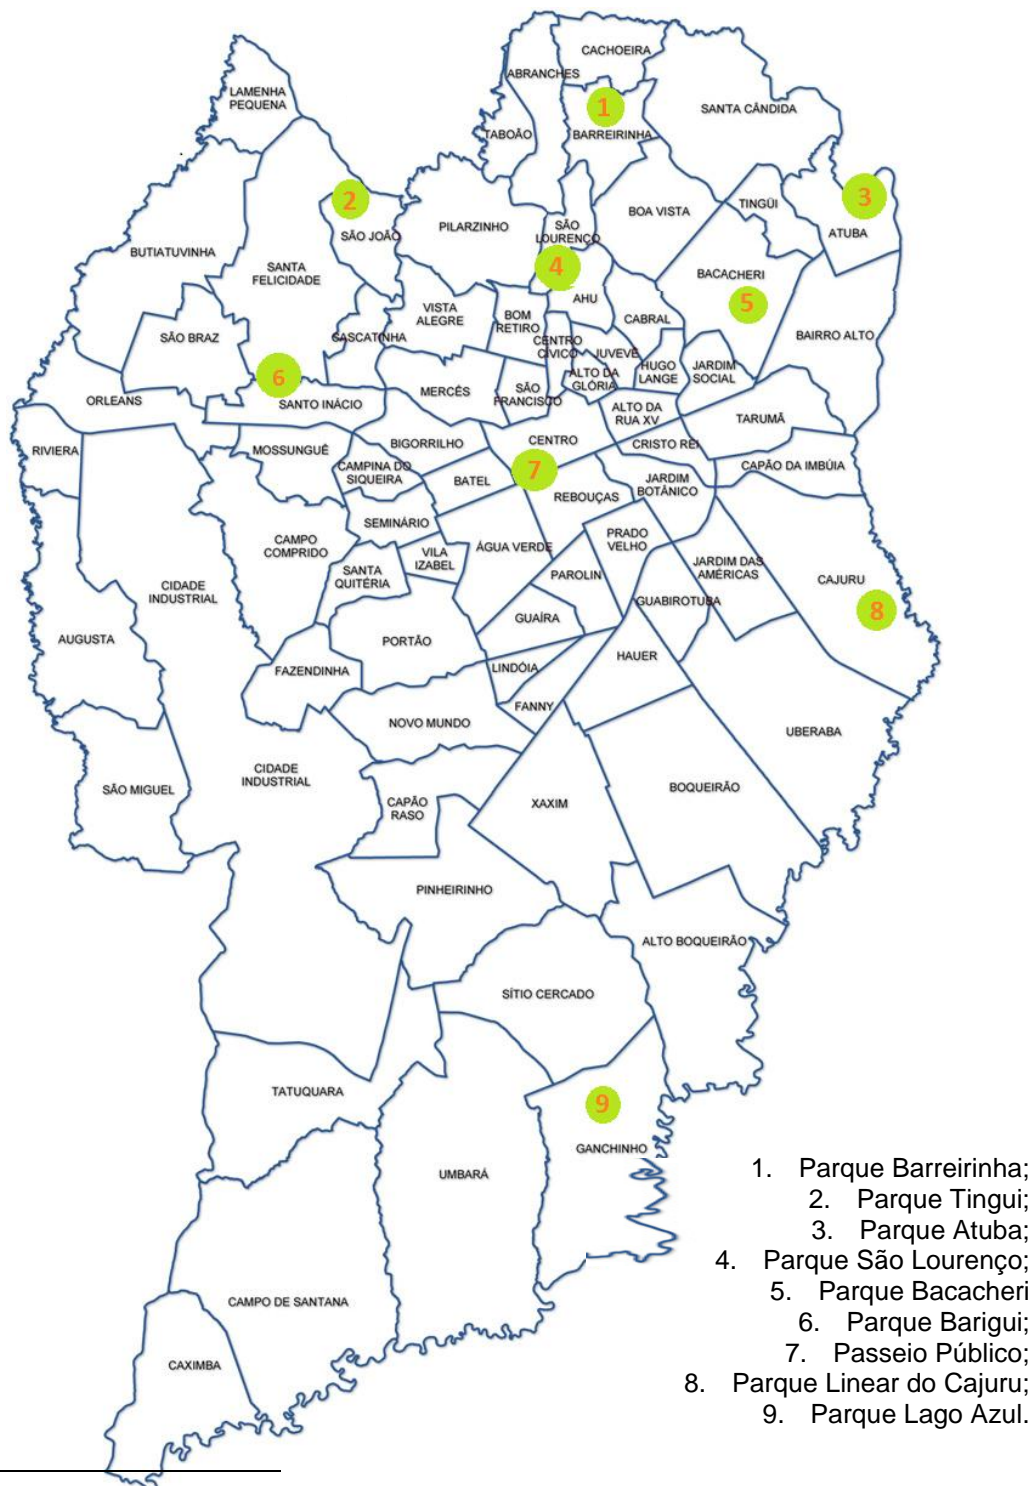 CACHOEIRA
ABRANCHES
LAMENHA
PEQUENA
1
SANTA CÂNDIDA
TABOÃO
BARREIRINHA
2
3
TINGÜI
BOA VISTA
PILARZINHO
SÃO
LOURENÇO
SÃO JOÃO
ATUBA
BUTIATUVINHA
SANTA
FELICIDADE
4
BACACHERI
5
AHU
VISTA
ALEGRE
BOM
RETIRO
CABRAL
BAIRRO ALTO
SÃO BRAZ
CASCATINHA
CENTRO
CÍVICO
JUVEVÊ
HUGO
LANGE
JARDIM
SOCIAL
6
ALTO DA
GLÓRIA
MERCÊS
SÃO
FRANCISCO
ORLEANS
SANTO INÁCIO
ALTO DA
RUA XV
TARUMÃ
RIVIERA
MOSSUNGUÊ
BIGORRILHO
CENTRO
CRISTO REI
CAMPINA DO
SIQUEIRA
7
CAPÃO DA IMBÚIA
BATEL
REBOUÇAS
JARDIM
BOTÂNICO
SEMINÁRIO
CAMPO
COMPRIDO
VILA
IZABEL
ÁGUA VERDE
PRADO
VELHO
SANTA
QUITÉRIA
PAROLIN
JARDIM DAS
AMÉRICAS
CAJURU
CIDADE
INDUSTRIAL
GUABIROTUBA
8
GUAÍRA
AUGUSTA
PORTÃO
HAUER
FAZENDINHA
LINDÓIA
FANNY
NOVO MUNDO
UBERABA
CIDADE
INDUSTRIAL
SÃO MIGUEL
BOQUEIRÃO
CAPÃO
RASO
XAXIM
PINHEIRINHO
ALTO BOQUEIRÃO
SÍTIO CERCADO
TATUQUARA
9
GANCHINHO
UMBARÁ
CAMPO DE SANTANA
CAXIMBA
1. Parque Barreirinha;
2. Parque Tingui;
3. Parque Atuba;
4. Parque São Lourenço;
5. Parque Bacacheri
6. Parque Barigui;
7. Passeio Público;
8. Parque Linear do Cajuru;
9. Parque Lago Azul.